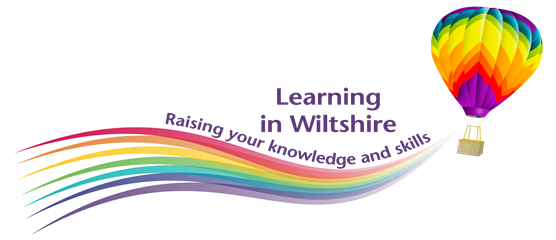 Learning
in Wiltshire
Raising your knowledge and skills